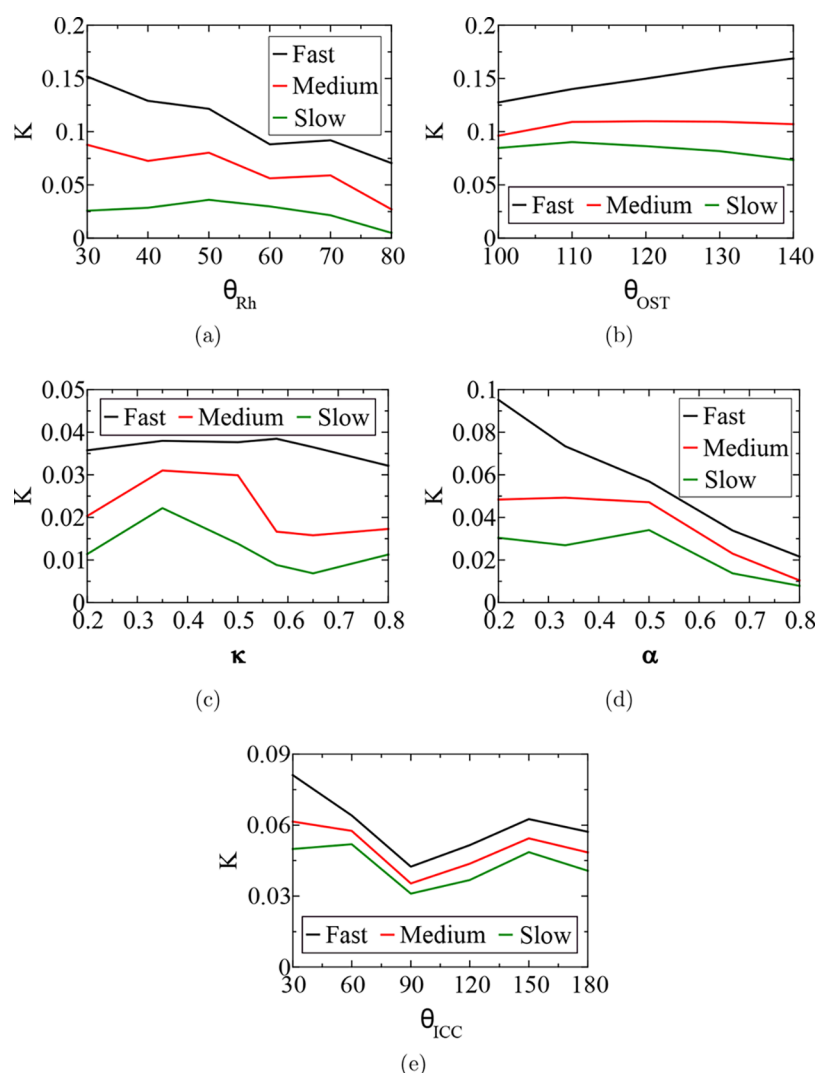 0.2
0.15
0.1
0.05
0
K
Fast
Medium
Slow
30 40 50 60 70 80
θRh
(a)
0.2
0.15
0.1
0.05
0
K
Fast Medium Slow
100 110 120 130 140
θOST
(b)
0.05
0.04
0.03
0.02
0.01
0
K
Fast Medium Slow
0.2 0.3 0.4 0.5 0.6 0.7 0.8
κ
(c)
0.1
0.08
0.06
0.04
0.02
0
K
Fast
Medium
Slow
0.2 0.3 0.4 0.5 0.6 0.7 0.8
α
(d)
0.09
0.06
0.03
0
K
Fast Medium Slow
30 60 90 120 150 180
θICC
(e)